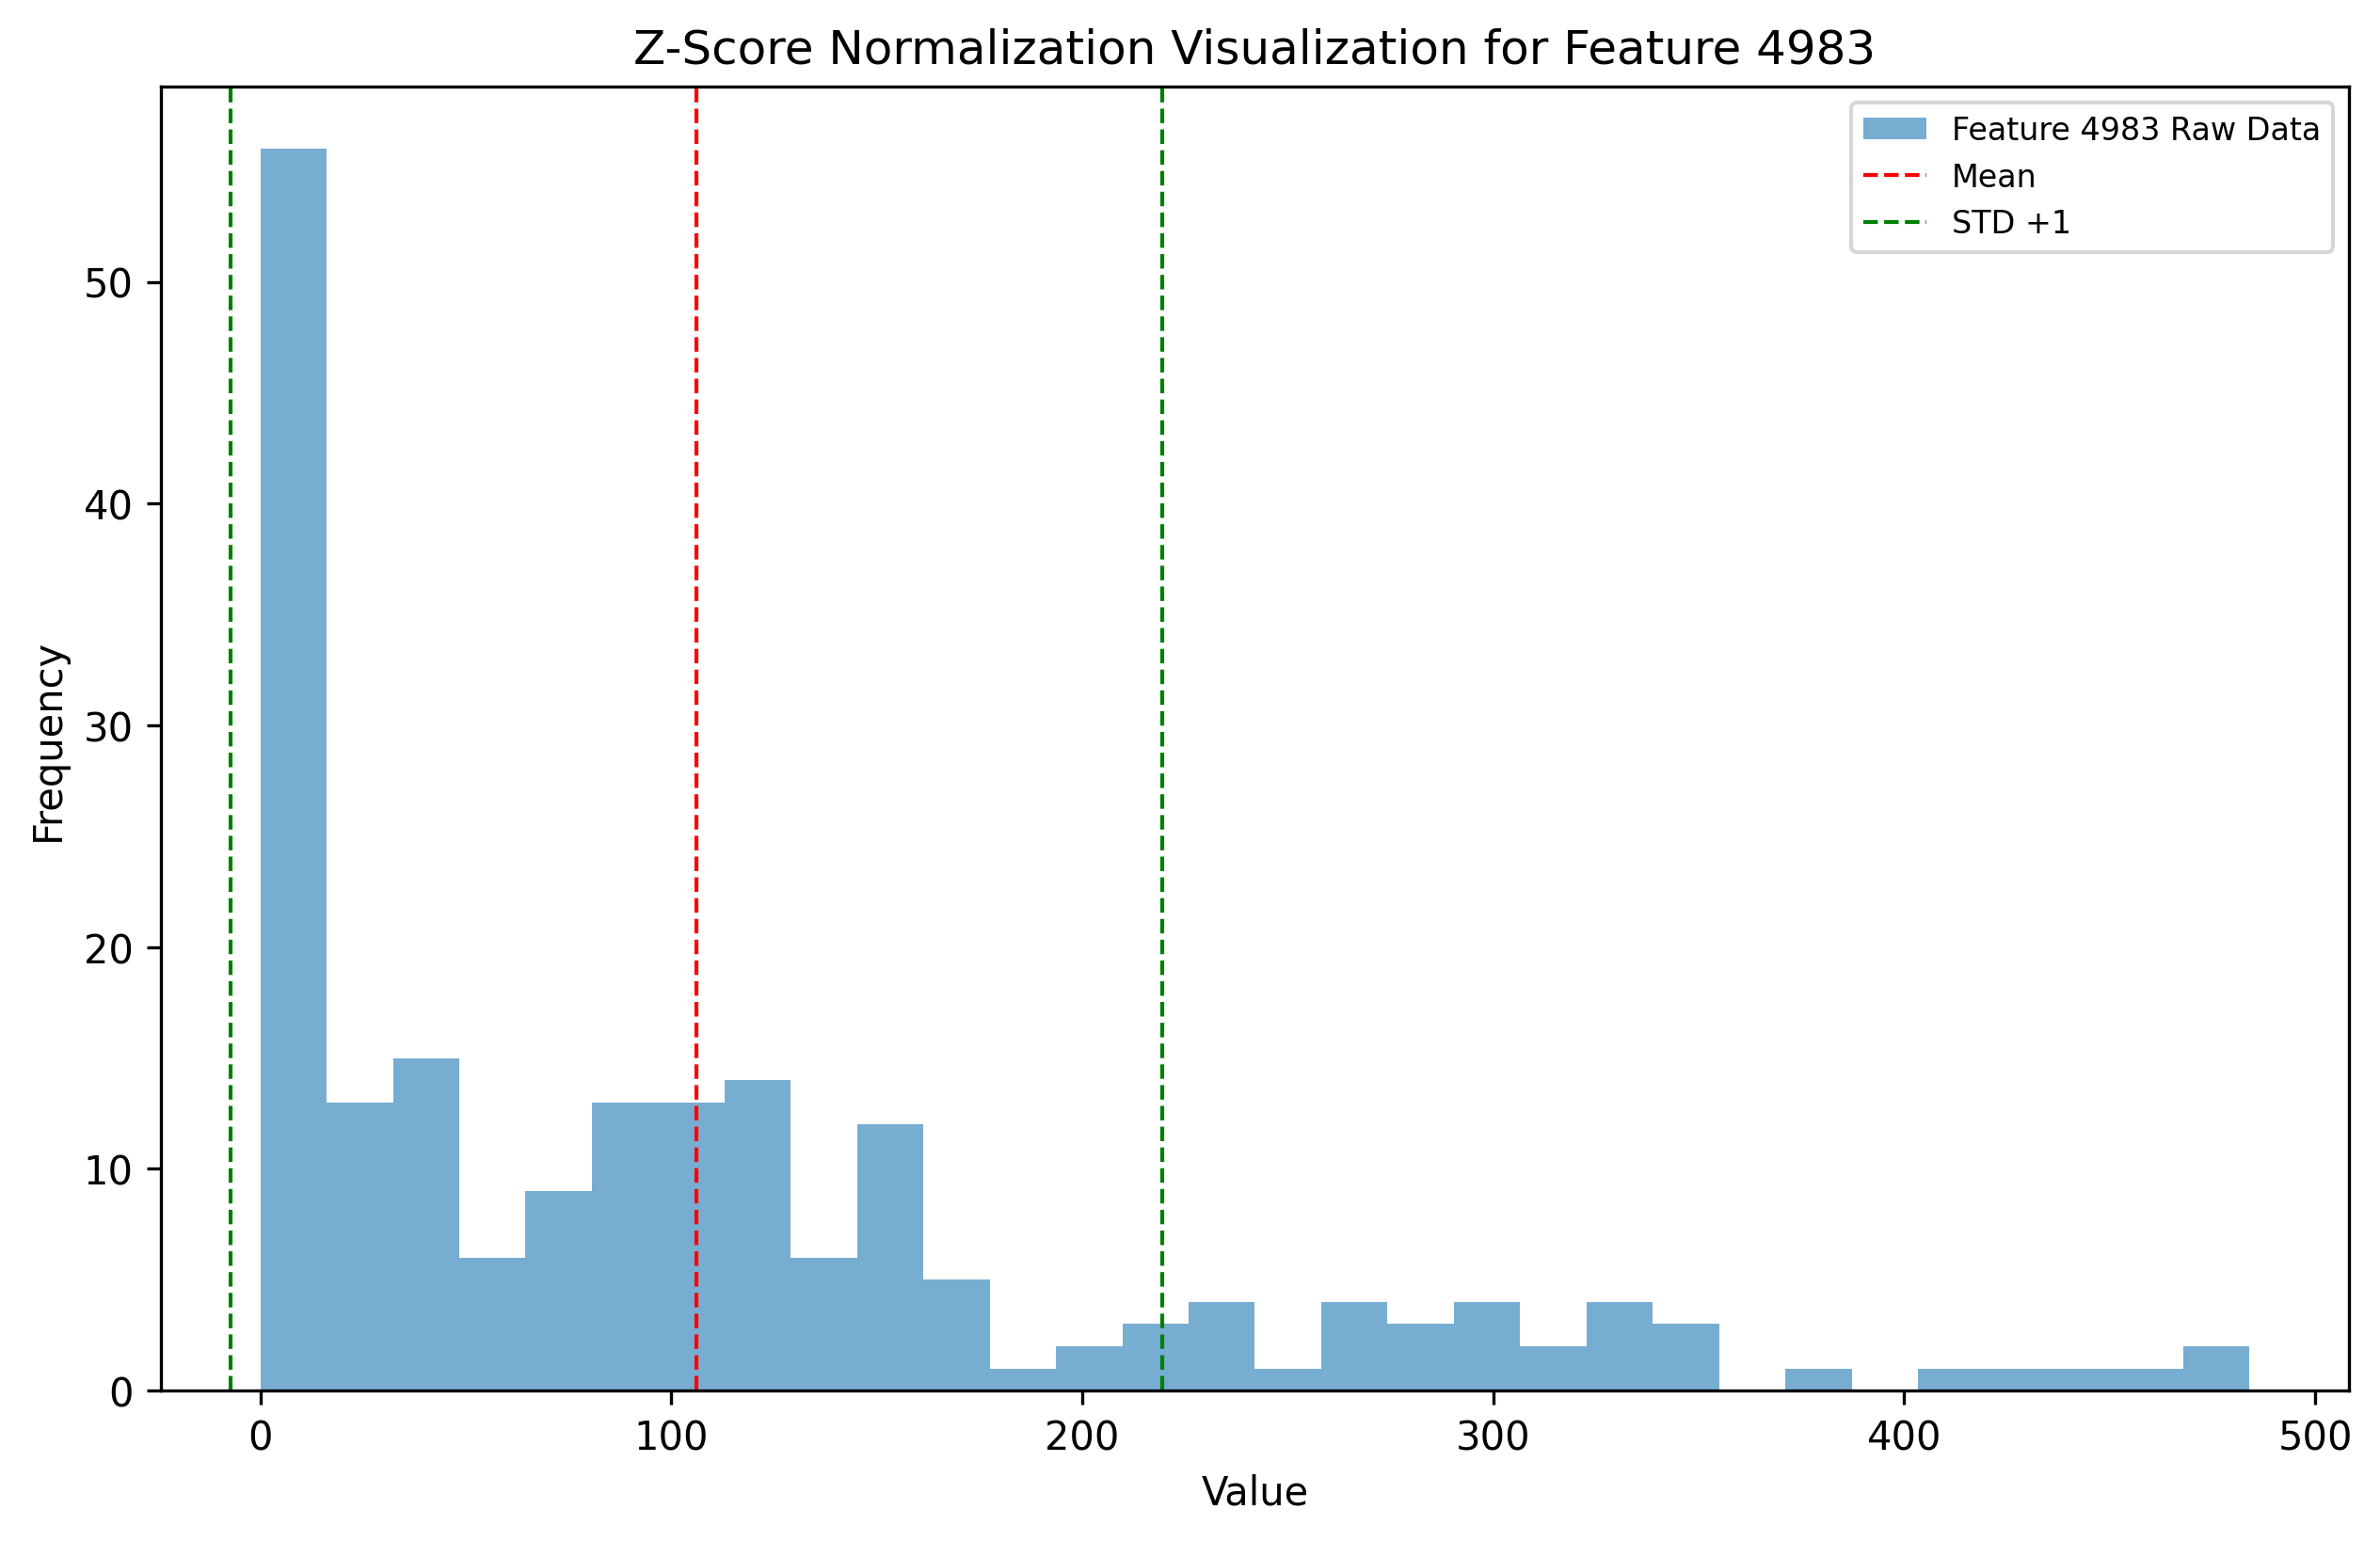 Z-Score Normalization Visualization for Feature 4983
Feature 4983 Raw Data
Mean
STD +1
Frequency
50
40
30
20
10
0
0 100 200 300 400 500
Value